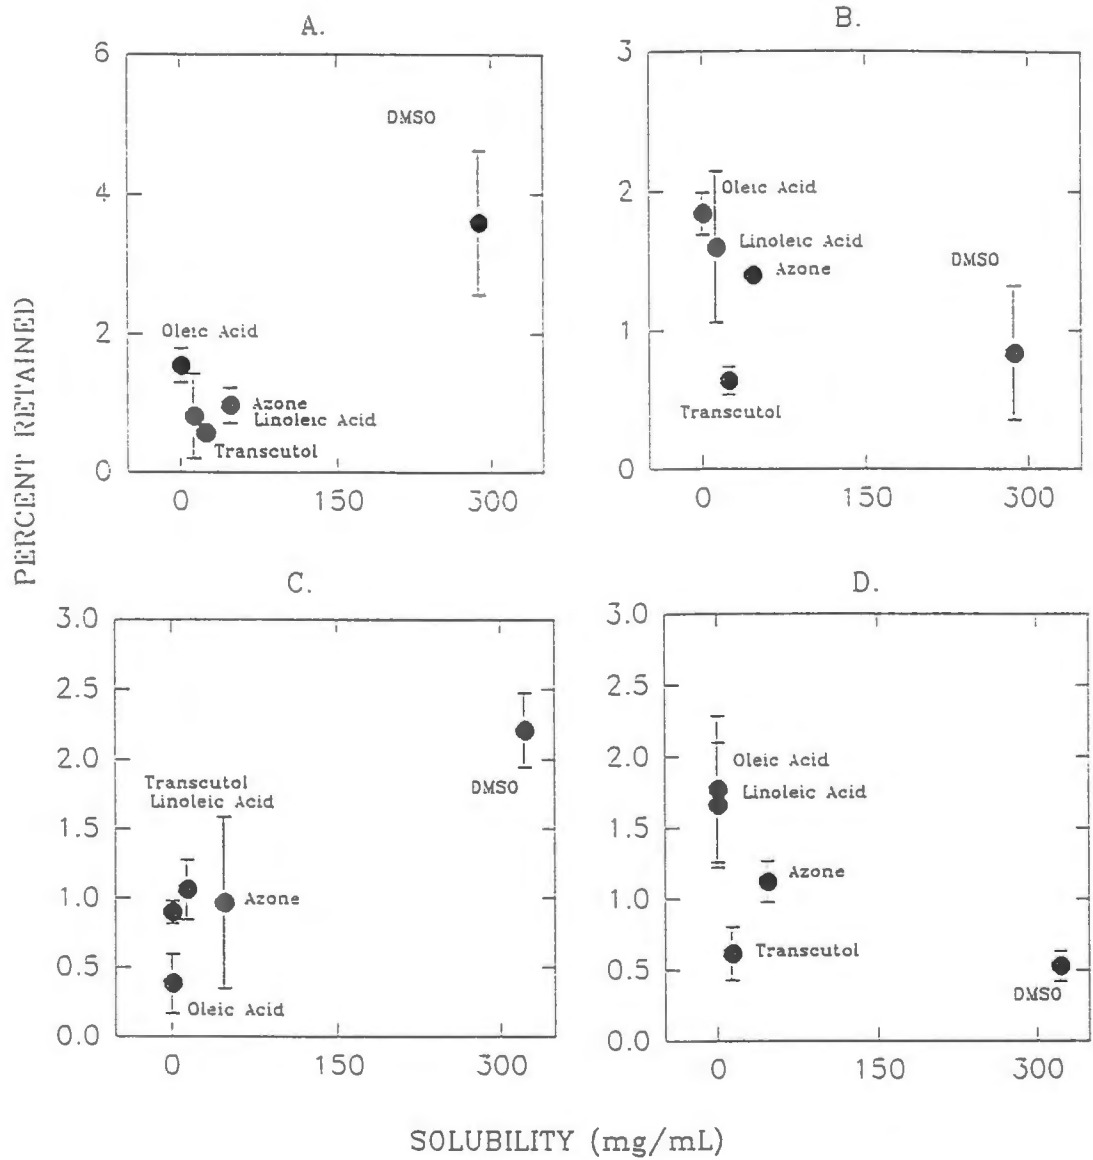 A.
6
4
2
0
0 150 300
DMSO
Oleic Acid
Azone
Linoleic Acid
Transcutol
B.
3
2
1
0
0 150 300
Oleic Acid
Linoleic Acid
Azone
DMSO
Transcutol
PERCENT RETAINED
C.
3.0
2.5
2.0
1.5
1.0
0.5
0.0
0 150 300
Transcutol
Linoleic Acid
DMSO
Azone
Oleic Acid
D.
3.0
2.5
2.0
1.5
1.0
0.5
0.0
0 150 300
Oleic Acid
Linoleic Acid
Azone
Transcutol
DMSO
SOLUBILITY (mg/mL)